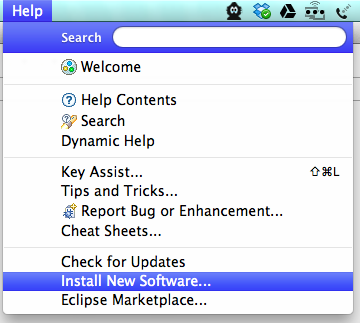 Help
Search
Welcome
Help Contents
Search
Dynamic Help
Key Assist... ⇧⌘L
Tips and Tricks...
Report Bug or Enhancement...
Cheat Sheets...
Check for Updates
Install New Software...
Eclipse Marketplace...